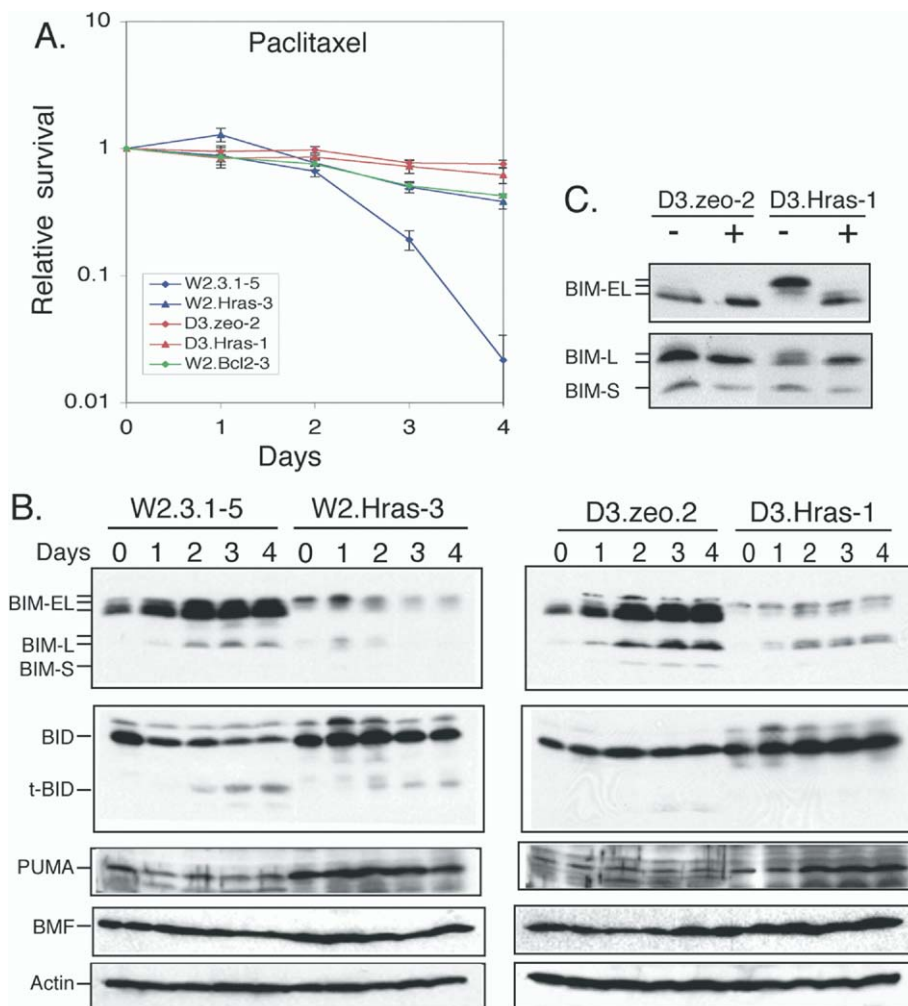 A.
Paclitaxel
Relative survival
10
1
0.1
0.01
W2.3.1-5
W2.Hras-3
D3.zeo-2
D3.Hras-1
W2.Bcl2-3
0 1 2 3 4
Days
C.
D3.zeo-2 D3.Hras-1
- + - +
BIM-EL
BIM-L
BIM-S
B.
W2.3.1-5 W2.Hras-3 D3.zeo.2 D3.Hras-1
Days 0 1 2 3 4 0 1 2 3 4 0 1 2 3 4 0 1 2 3 4
BIM-EL
BIM-L
BIM-S
BID
t-BID
PUMA
BMF
Actin